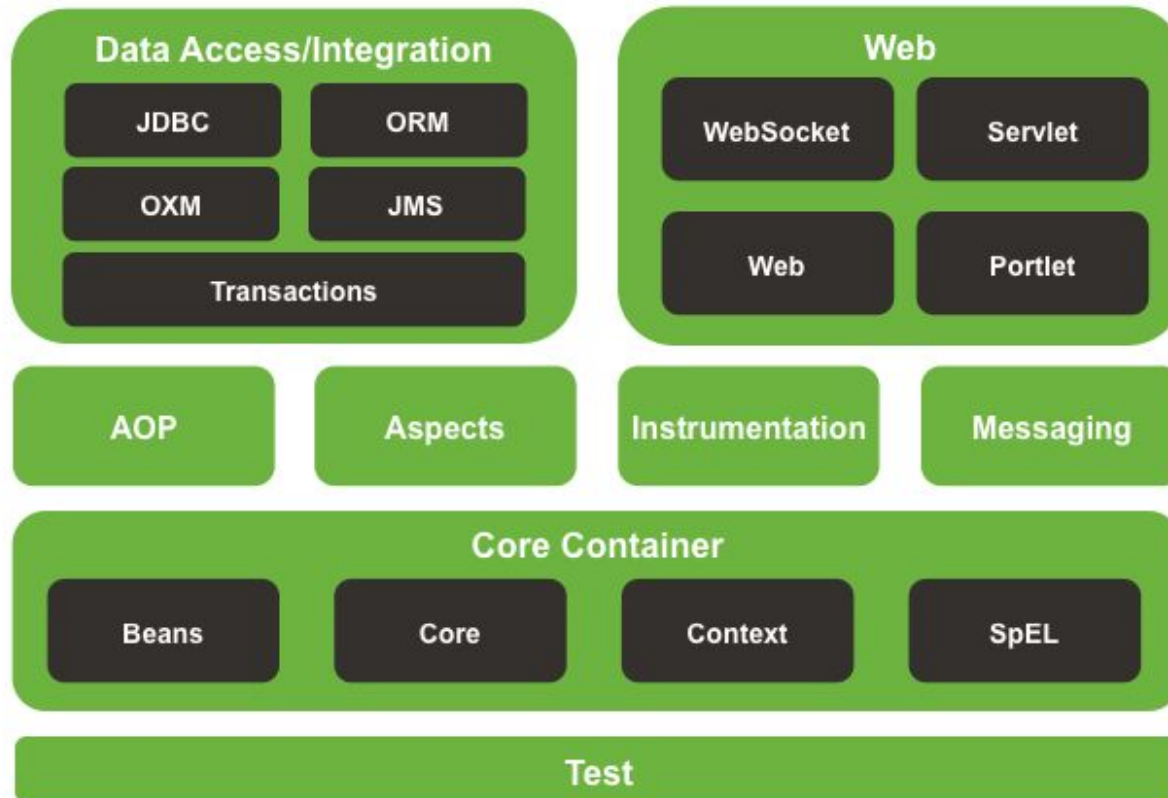 Data Access/Integration
JDBC
ORM
OXM
JMS
Transactions
Web
WebSocket
Servlet
Web
Portlet
AOP
Aspects
Instrumentation
Messaging
Core Container
Beans
Core
Context
SpEL
Test